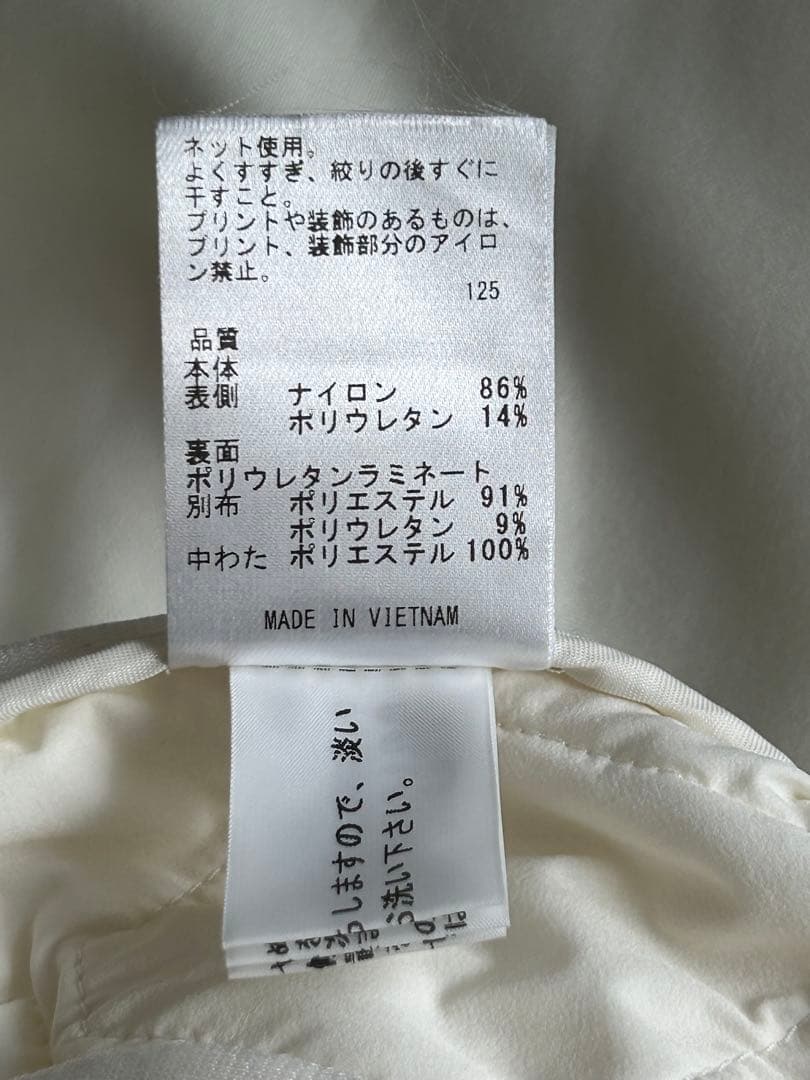 ネット使用。
よくすすぎ、絞りの後すぐに
干すこと。
プリントや装飾のあるものは、
プリント、装飾部分のアイロ
ン禁止。
125
品質
本体
表側 ナイロン 86%
ポリウレタン 14%
裏面
ポリウレタンラミネート
別布 ポリエステル 91%
ポリウレタン 9%
中わた ポリエステル 100%
MADE IN VIETNAM
しますので、淡い
洗い下さい。